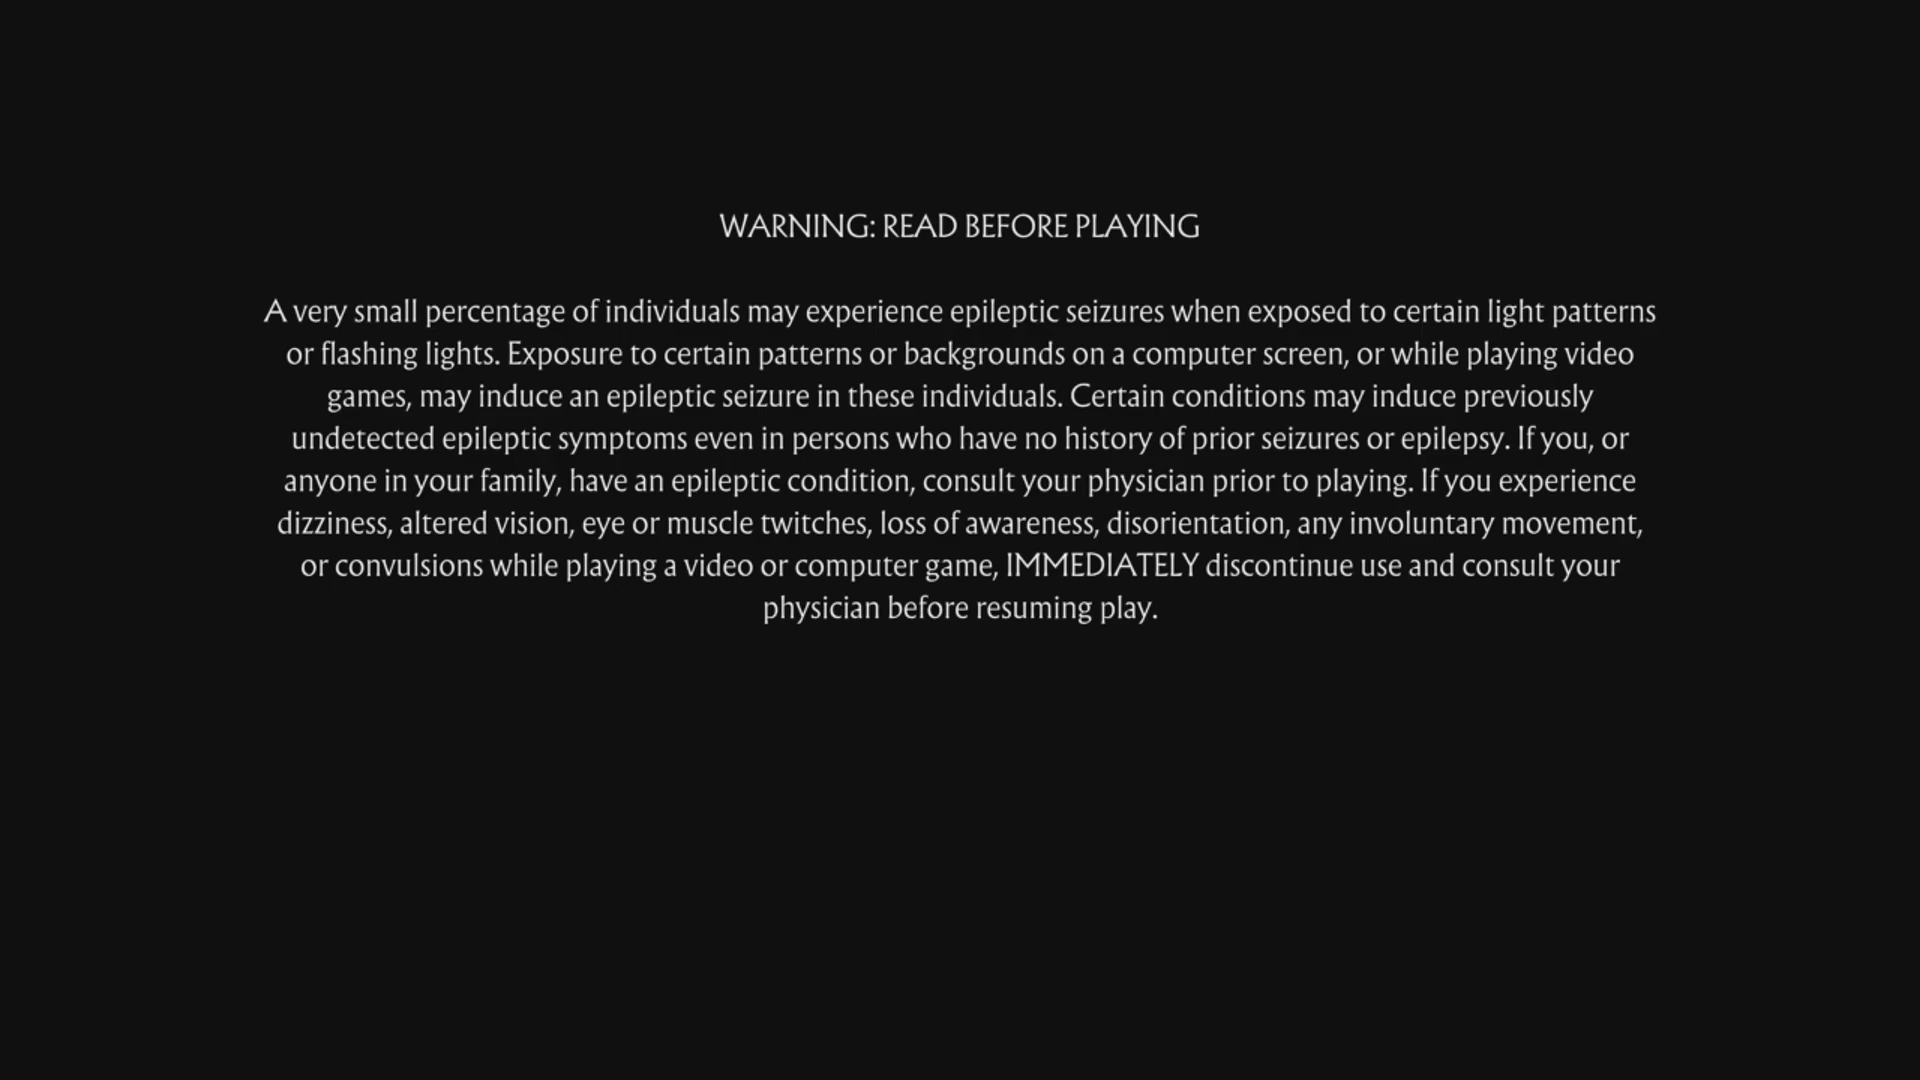 WARNING: READ BEFORE PLAYING
A very small percentage of individuals may experience epileptic seizures when exposed to certain light patterns
or flashing lights. Exposure to certain patterns or backgrounds on a computer screen, or while playing video
games, may induce an epileptic seizure in these individuals. Certain conditions may induce previously
undetected epileptic symptoms even in persons who have no history of prior seizures or epilepsy. If you, or
anyone in your family, have an epileptic condition, consult your physician prior to playing. If you experience
dizziness, altered vision, eye or muscle twitches, loss of awareness, disorientation, any involuntary movement,
or convulsions while playing a video or computer game, IMMEDIATELY discontinue use and consult your
physician before resuming play.